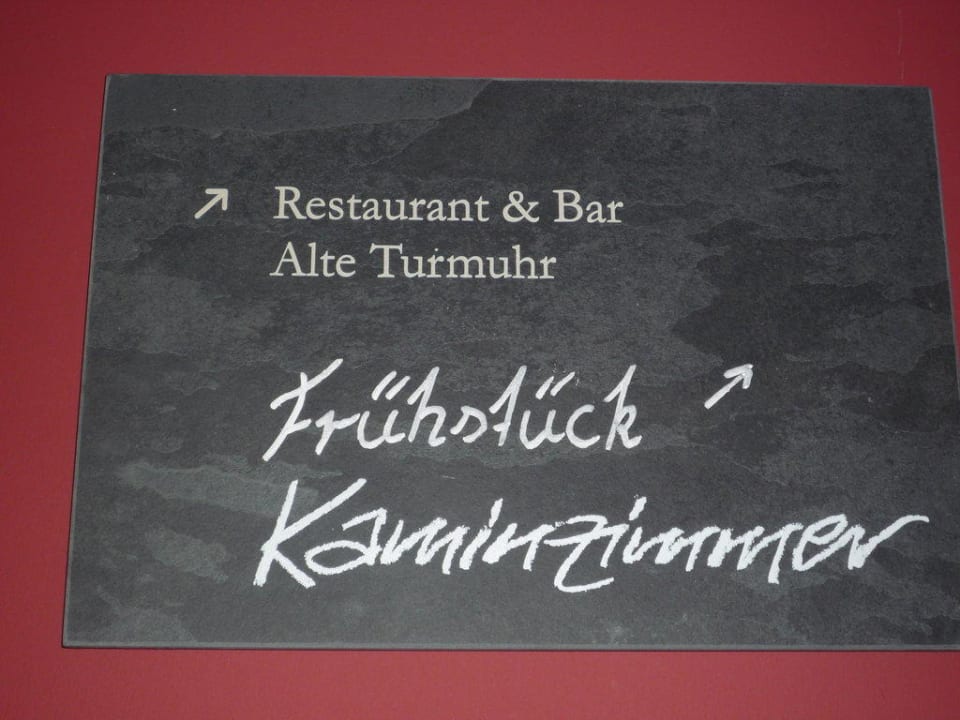 ↗ Restaurant & Bar
Alte Turmuhr
Frühstück ↗
Kaminzimmer